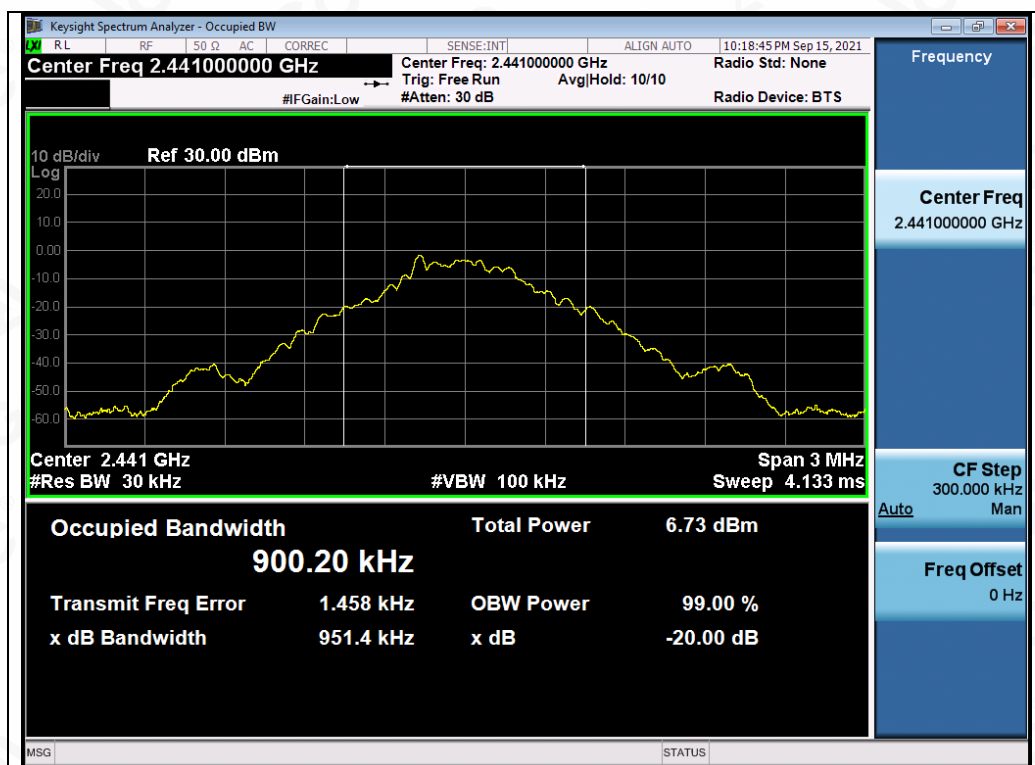 Keysight Spectrum Analyzer - Occupied BW
LXI RL RF 50 Ω AC CORREC SENSE:INT ALIGN AUTO 10:18:45 PM Sep 15, 2021
Center Freq 2.441000000 GHz
Center Freq: 2.441000000 GHz
Radio Std: None
Trig: Free Run Avg|Hold: 10/10
#IFGain:Low #Atten: 30 dB Radio Device: BTS
10 dB/div Ref 30.00 dBm
Log
20.0
10.0
0.00
-10.0
-20.0
-30.0
-40.0
-50.0
-60.0
Center 2.441 GHz Span 3 MHz
#Res BW 30 kHz #VBW 100 kHz Sweep 4.133 ms
Occupied Bandwidth Total Power 6.73 dBm
900.20 kHz
Transmit Freq Error 1.458 kHz OBW Power 99.00 %
x dB Bandwidth 951.4 kHz x dB -20.00 dB
MSG STATUS
Frequency
Center Freq
2.441000000 GHz
CF Step
300.000 kHz
Auto Man
Freq Offset
0 Hz